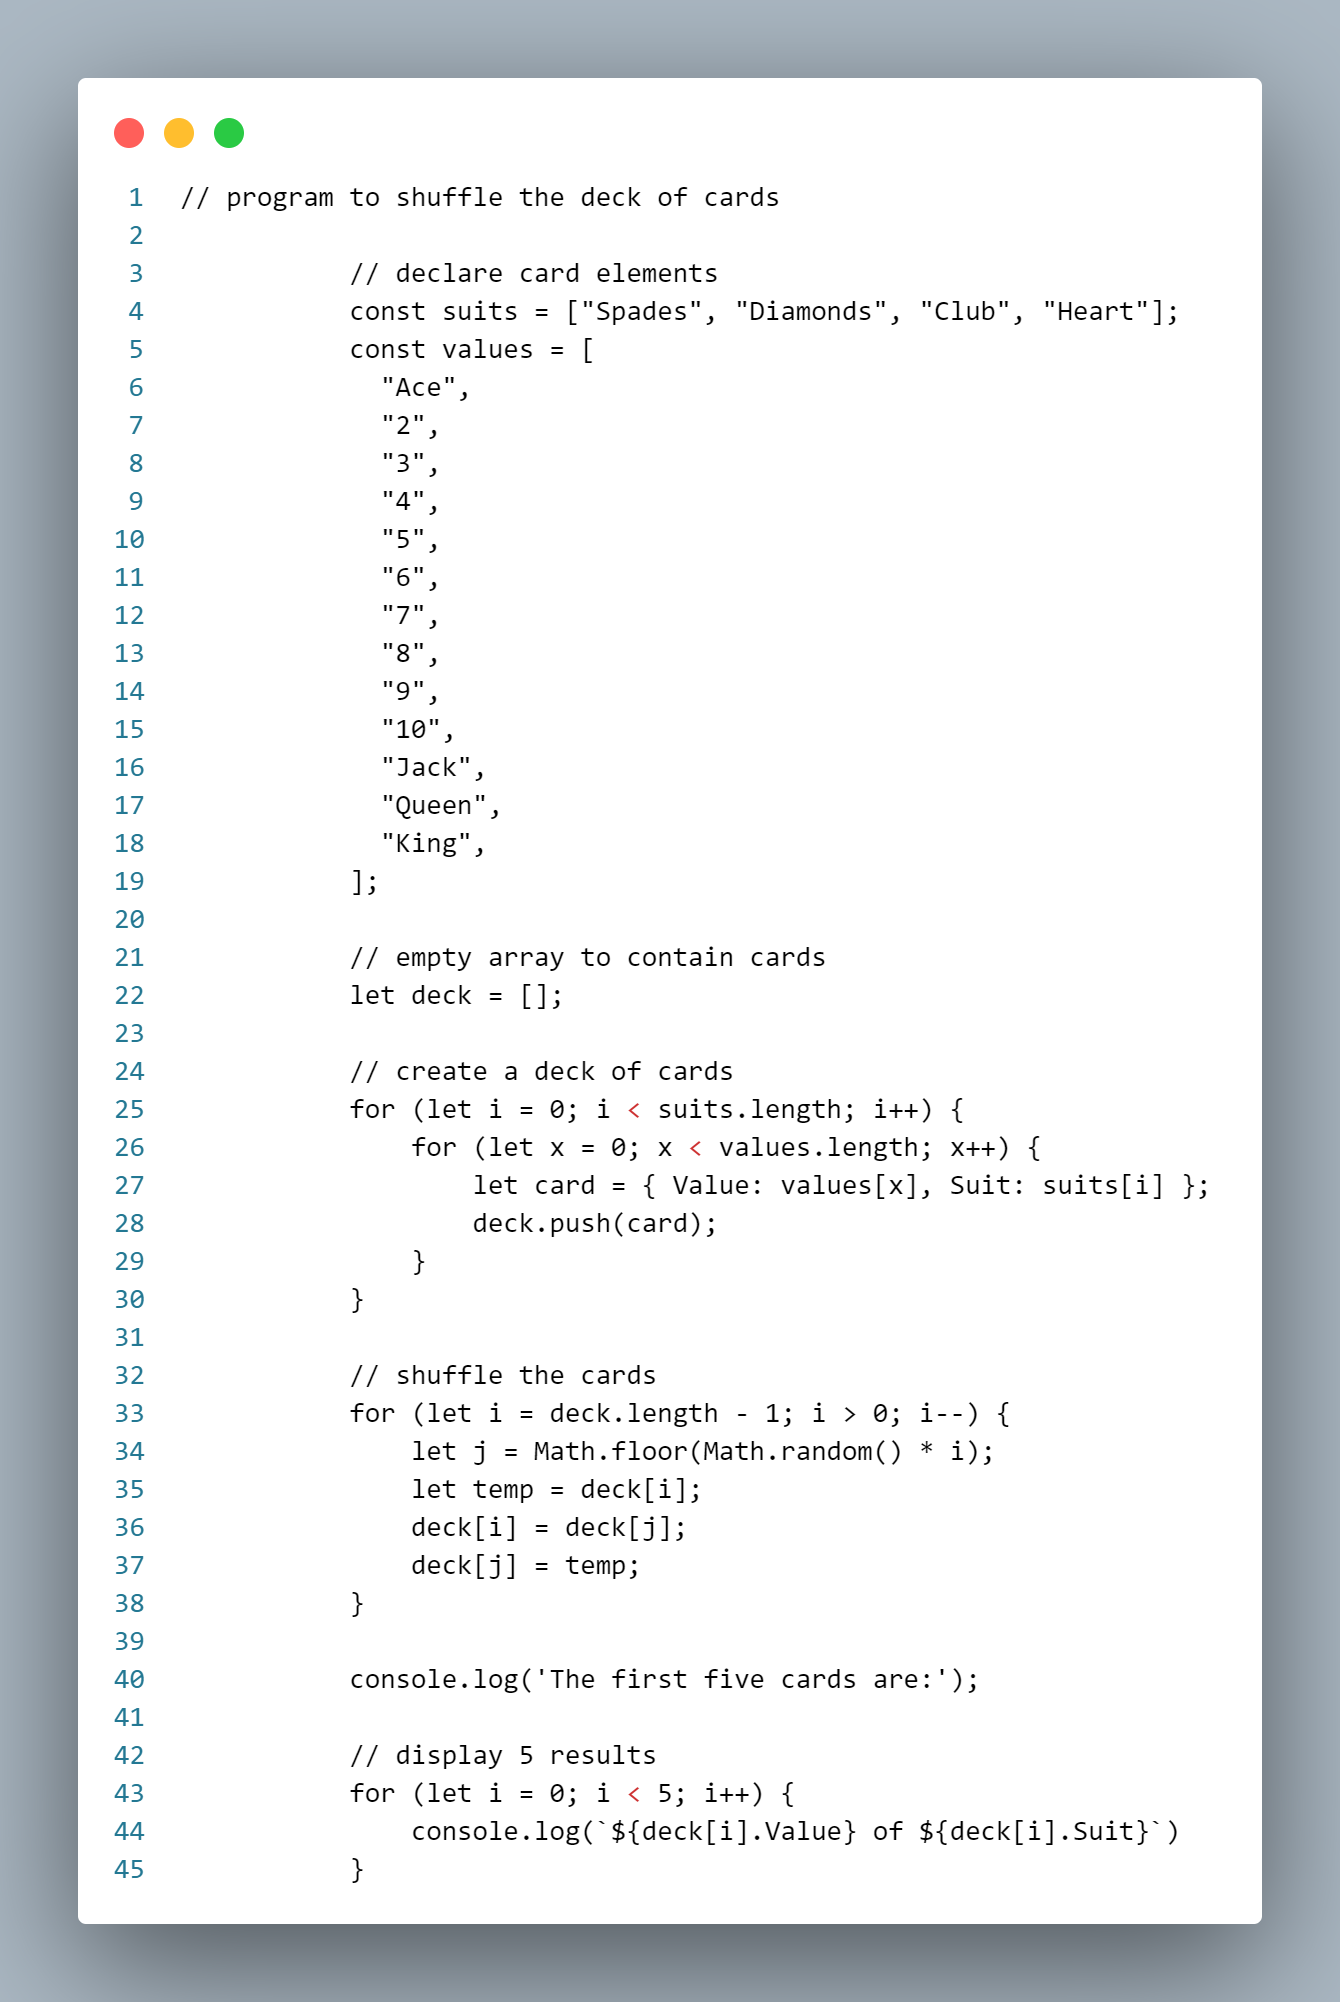 1 // program to shuffle the deck of cards
2
3 // declare card elements
4 const suits = ["Spades", "Diamonds", "Club", "Heart"];
5 const values = [
6 "Ace",
7 "2",
8 "3",
9 "4",
10 "5",
11 "6",
12 "7",
13 "8",
14 "9",
15 "10",
16 "Jack",
17 "Queen",
18 "King",
19 ];
20
21 // empty array to contain cards
22 let deck = [];
23
24 // create a deck of cards
25 for (let i = 0; i < suits.length; i++) {
26 for (let x = 0; x < values.length; x++) {
27 let card = { Value: values[x], Suit: suits[i] };
28 deck.push(card);
29 }
30 }
31
32 // shuffle the cards
33 for (let i = deck.length - 1; i > 0; i--) {
34 let j = Math.floor(Math.random() * i);
35 let temp = deck[i];
36 deck[i] = deck[j];
37 deck[j] = temp;
38 }
39
40 console.log('The first five cards are:');
41
42 // display 5 results
43 for (let i = 0; i < 5; i++) {
44 console.log(`${deck[i].Value} of ${deck[i].Suit}`)
45 }